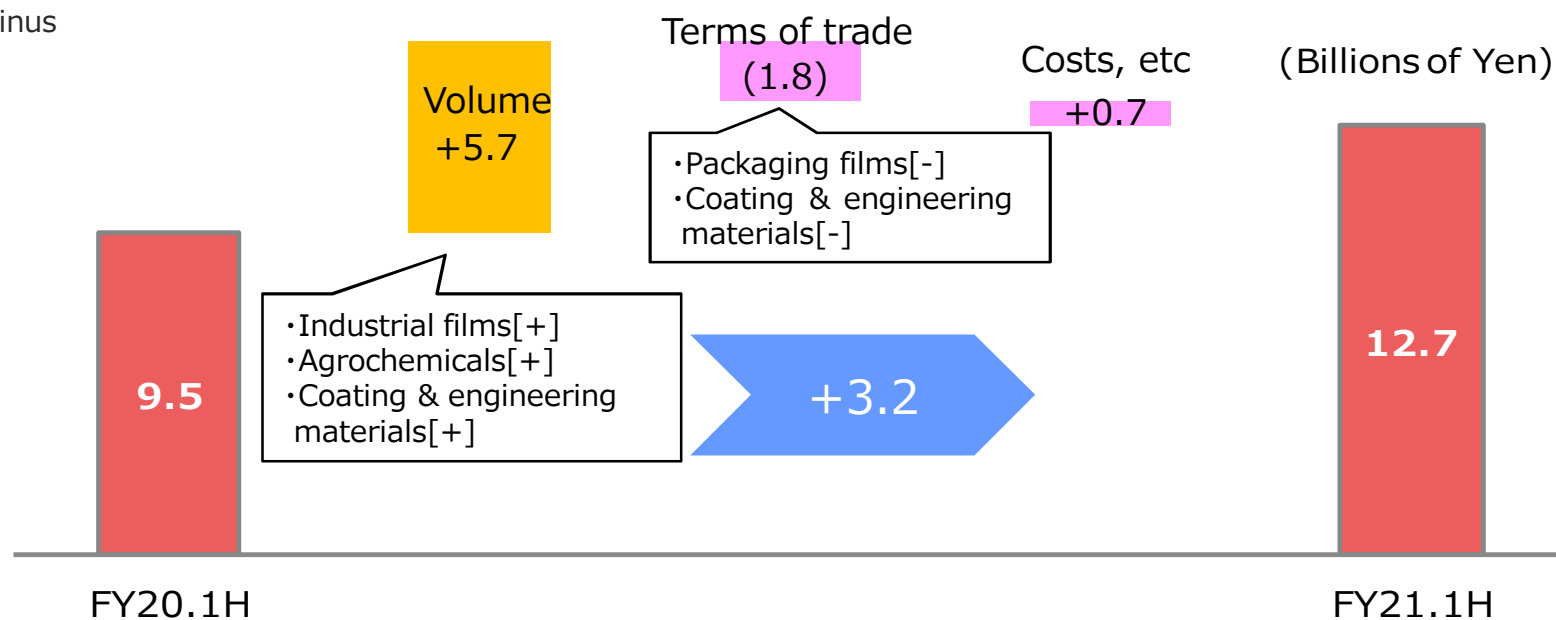 inus
Terms of trade
(1.8)
Costs, etc
+0.7
(Billions of Yen)
Volume
+5.7
・Packaging films[-]
・Coating & engineering
materials[-]
・Industrial films[+]
・Agrochemicals[+]
・Coating & engineering
materials[+]
9.5
+3.2
12.7
FY20.1H
FY21.1H